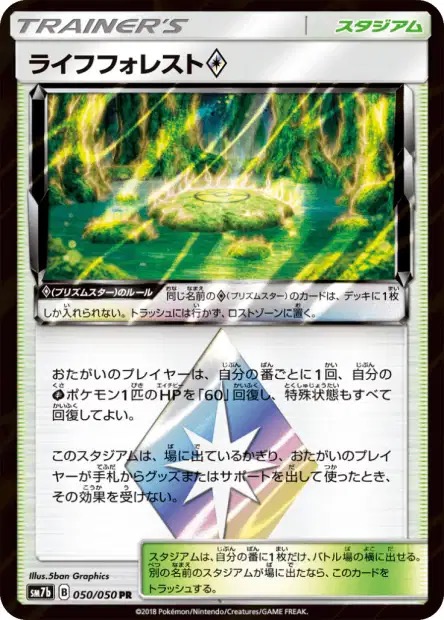 TRAINER'S スタジアム
ライフフォレスト◇
◇(プリズムスター)のルール 同じ名前の◇(プリズムスター)のカードは、デッキに1枚
しか入れられない。トラッシュには行かず、ロストゾーンに置く。
おたがいのプレイヤーは、自分の番ごとに1回、自分の
ポケモン1匹のHPを「60」回復し、特殊状態もすべて
回復してよい。
このスタジアムは、場に出ているかぎり、おたがいのプレイ
ヤーが手札からグッズまたはサポートを出して使ったとき、
その効果を受けない。
スタジアムは、自分の番に1枚だけ、バトル場の横に出せる。
別の名前のスタジアムが場に出たなら、このカードを
トラッシュする。
Illus.5ban Graphics
sm7b B 050/050 PR
©2018 Pokémon/Nintendo/Creatures/GAME FREAK.